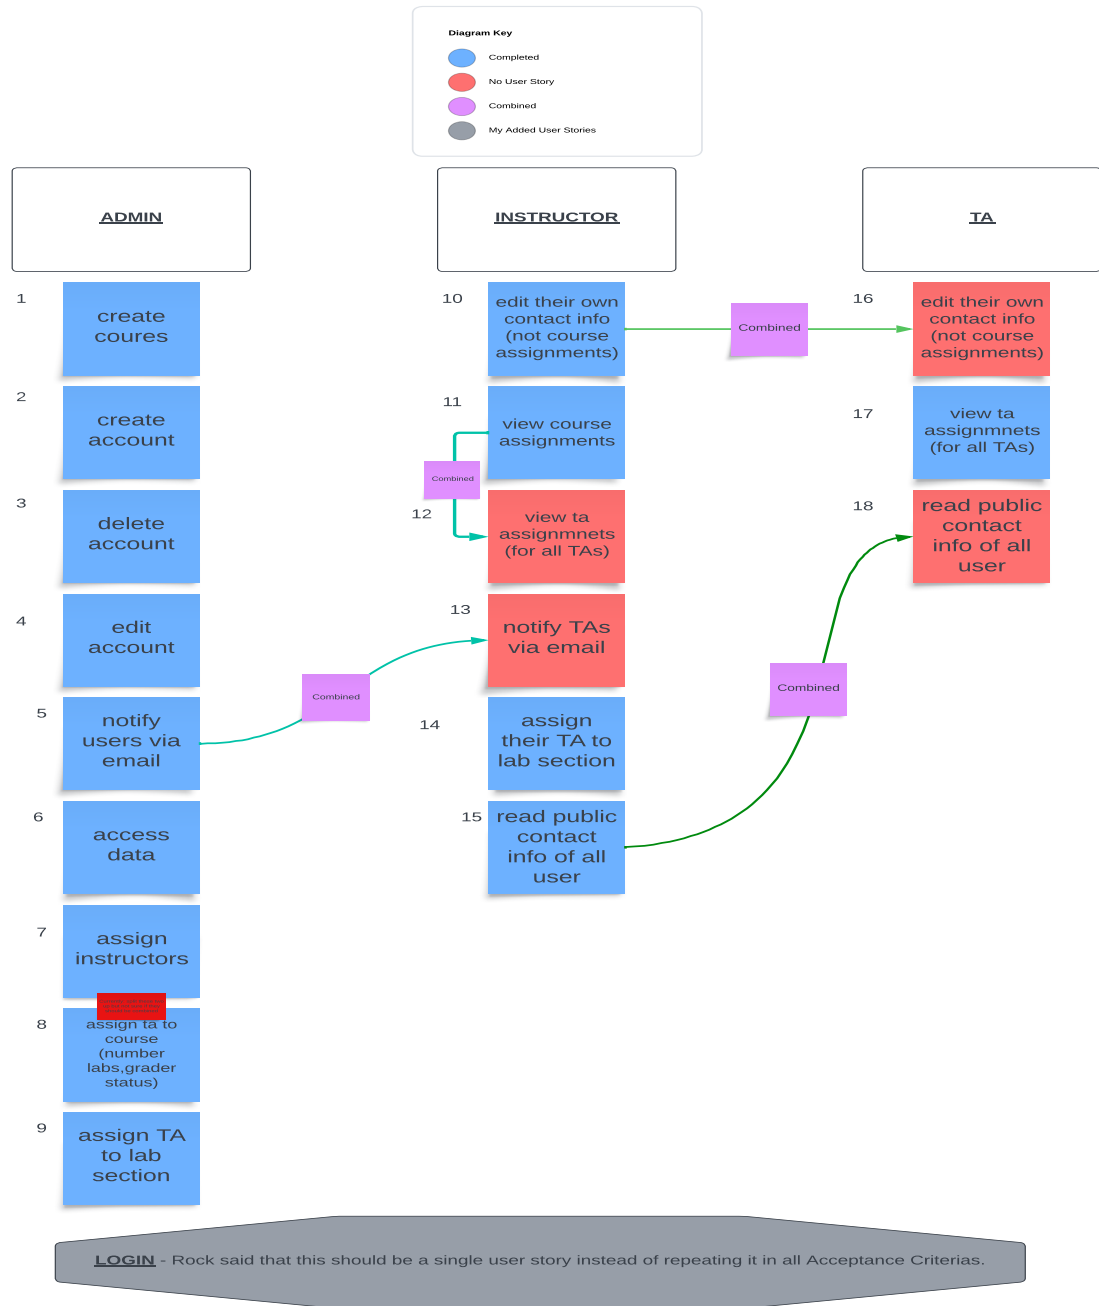 Diagram Key
Completed
No User Story
Combined
My Added User Stories
ADMIN
INSTRUCTOR
TA
1
create
coures
2
create
account
3
delete
account
4
edit
account
5
notify
users via
email
6
access
data
7
assign
instructors
8
assign ta to
course
(number
labs,grader
status)
9
assign TA
to lab
section
Combined
10
edit their own
contact info
(not course
assignments)
11
view course
assignments
Combined
12
view ta
assignmnets
(for all TAs)
13
notify TAs
via email
14
assign
their TA to
lab section
15
read public
contact
info of all
user
Combined
Combined
16
edit their own
contact info
(not course
assignments)
17
view ta
assignmnets
(for all TAs)
18
read public
contact
info of all
user
LOGIN - Rock said that this should be a single user story instead of repeating it in all Acceptance Criterias.